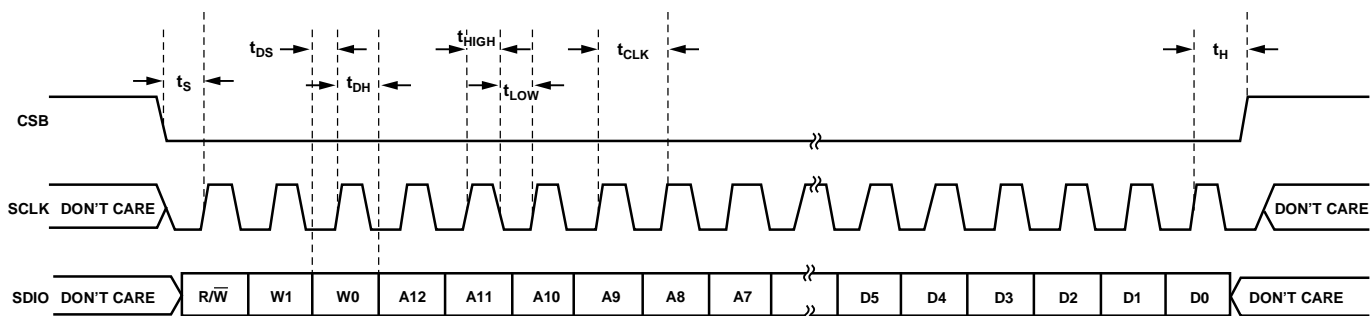 tDS tHIGH tCLK tH
tS tDH tLOW
CSB
SCLK DON'T CARE DON'T CARE
SDIO DON'T CARE R/W̅ W1 W0 A12 A11 A10 A9 A8 A7 D5 D4 D3 D2 D1 D0 DON'T CARE